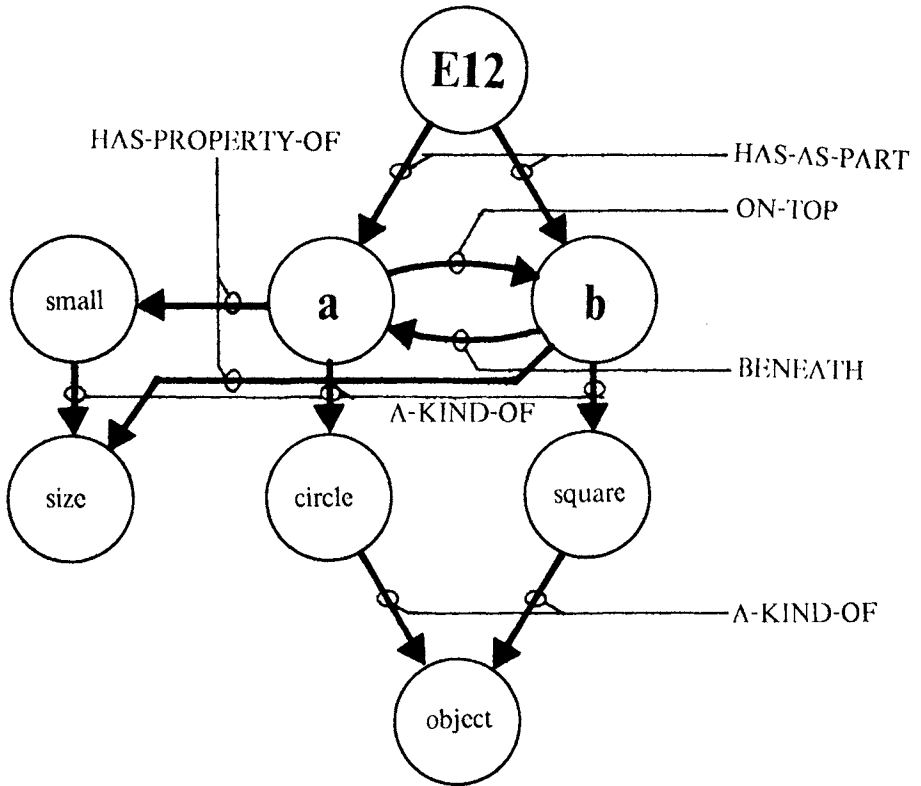 E12
HAS-PROPERTY-OF
HAS-AS-PART
ON-TOP
small
a
b
BENEATH
A-KIND-OF
size
circle
square
A-KIND-OF
object